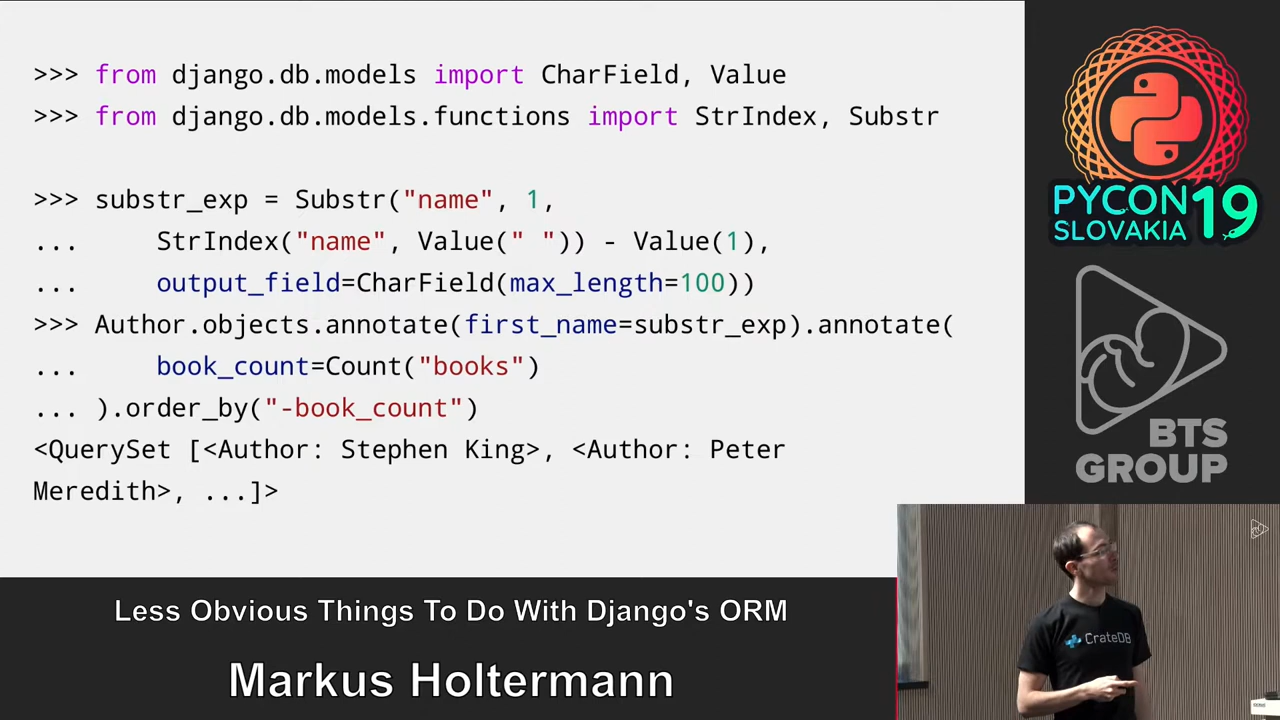 >>> from django.db.models import CharField, Value
>>> from django.db.models.functions import StrIndex, Substr
>>> substr_exp = Substr("name", 1,
...     StrIndex("name", Value(" ")) - Value(1),
...     output_field=CharField(max_length=100))
>>> Author.objects.annotate(first_name=substr_exp).annotate(
...     book_count=Count("books")
... ).order_by("-book_count")
<QuerySet [<Author: Stephen King>, <Author: Peter
Meredith>, ...]>
PYCON 19
SLOVAKIA
BTS
GROUP
CrateDB
Less Obvious Things To Do With Django's ORM
Markus Holtermann